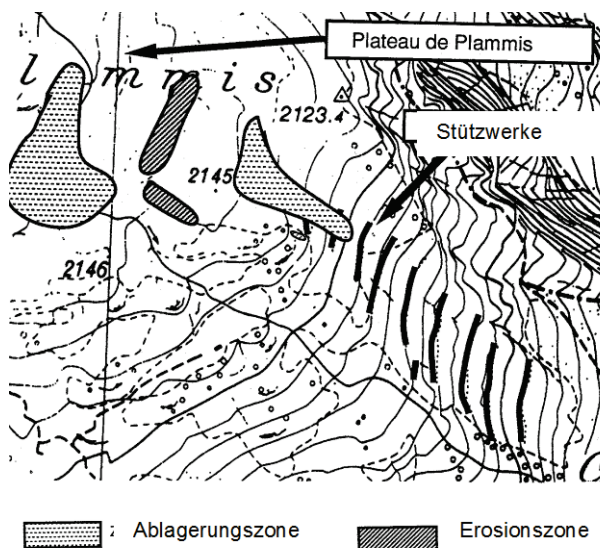 Plateau de Plammis
l m m i s
2123.4
Stützwerke
2145
2146
Ablagerungszone
Erosionszone